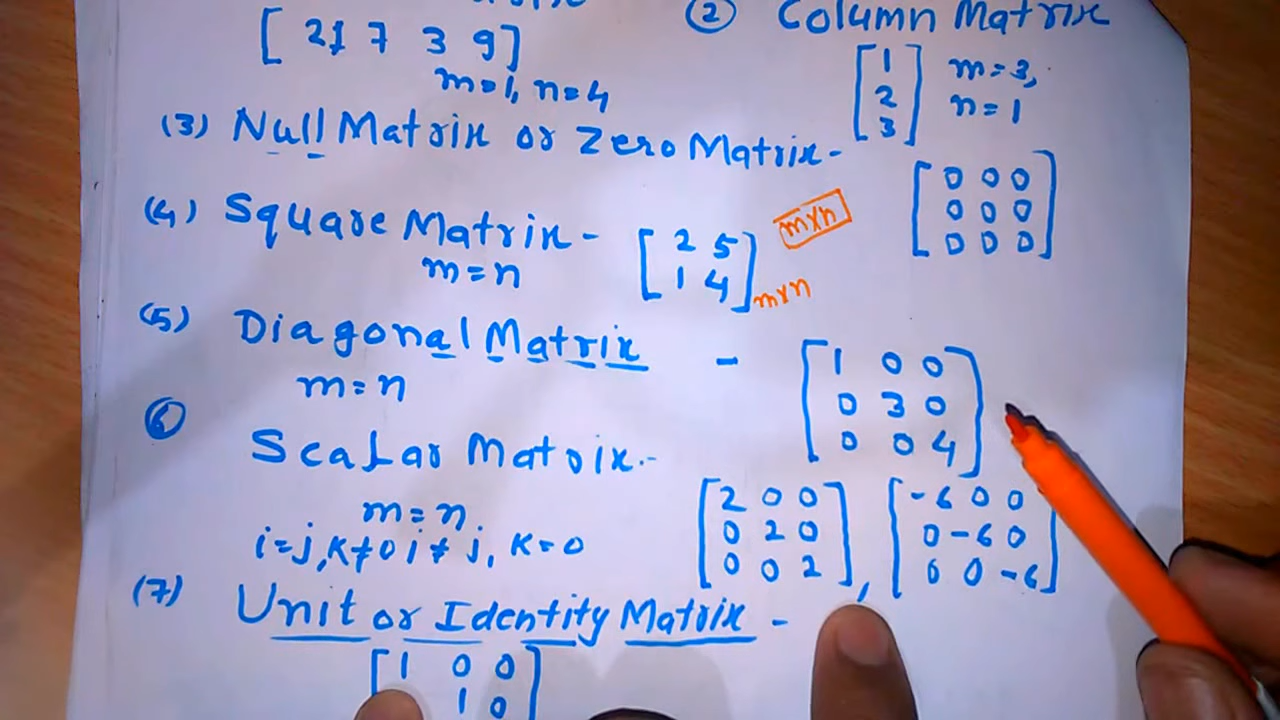 ② Column Matrix
[ 21 7 3 9]
m=1, n=4
[1
2
3]
m=3,
n=1
(3) Null Matrix or Zero Matrix-
[0 0 0
0 0 0
0 0 0]
(4) Square Matrix -
m=n
[2 5
1 4] mxn
mxn
(5) Diagonal Matrix -
m=n
[1 0 0
0 3 0
0 0 4]
⑥ Scalar Matrix.-
m=n.
i=j, K≠0 i≠j, K=0
[2 0 0
0 2 0
0 0 2] ,
[-6 0 0
0 -6 0
0 0 -6]
(7) Unit or Identity Matrix -
[1 0 0
1 0